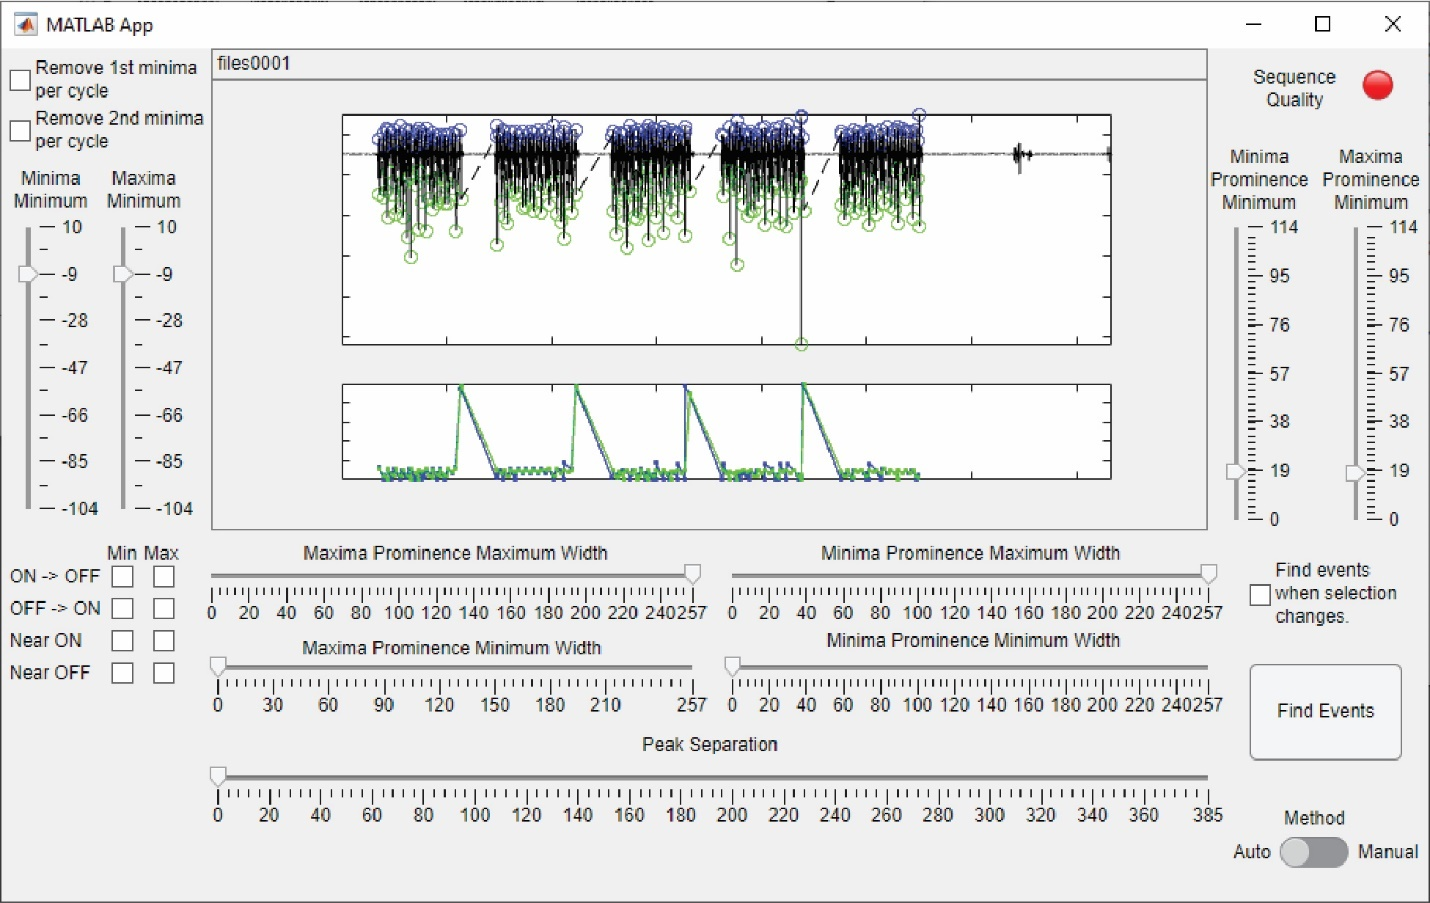 MATLAB App
files0001
Remove 1st minima
per cycle
Remove 2nd minima
per cycle
Minima
Minimum
Maxima
Minimum
10
-9
-28
-47
-66
-85
-104
10
-9
-28
-47
-66
-85
-104
Min Max
ON -> OFF
OFF -> ON
Near ON
Near OFF
Sequence
Quality
Minima
Prominence
Minimum
Maxima
Prominence
Minimum
114
95
76
57
38
19
0
114
95
76
57
38
19
0
Maxima Prominence Maximum Width
0 20 40 60 80 100 120 140 160 180 200 220 240 257
Minima Prominence Maximum Width
0 20 40 60 80 100 120 140 160 180 200 220 240 257
Maxima Prominence Minimum Width
0 30 60 90 120 150 180 210 257
Minima Prominence Minimum Width
0 20 40 60 80 100 120 140 160 180 200 220 240 257
Peak Separation
0 20 40 60 80 100 120 140 160 180 200 220 240 260 280 300 320 340 360 385
Find events
when selection
changes.
Find Events
Method
Auto Manual